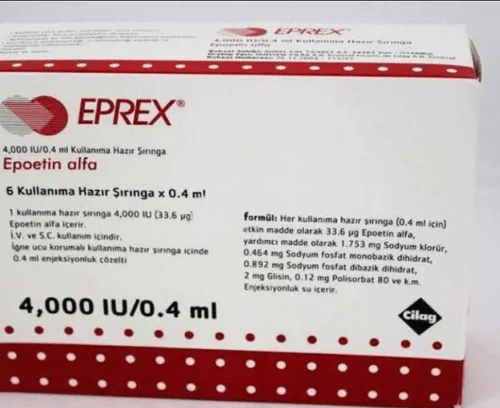 EPREX
4,000 IU/0.4 ml Kullanıma Hazır Şırınga
Epoetin alfa
EPREX®
4,000 IU/0.4 ml Kullanıma Hazır Şırınga
Epoetin alfa
6 Kullanıma Hazır Şırınga x 0.4 ml
1 kullanıma hazır şırınga 4,000 IU (33.6 µg)
Epoetin alfa içerir.
İ.V. ve S.C. kullanım içindir.
İğne ucu korumalı kullanıma hazır şırınga içinde
0.4 ml enjeksiyonluk çözelti
formül: Her kullanıma hazır şırınga (0.4 ml için)
etkin madde olarak 33.6 µg Epoetin alfa,
yardımcı madde olarak 1.753 mg Sodyum klorür,
0.464 mg Sodyum fosfat monobazik dihidrat,
0.892 mg Sodyum fosfat dibazik dihidrat,
2 mg Glisin, 0.12 mg Polisorbat 80 ve k.m.
Enjeksiyonluk su içerir.
4,000 IU/0.4 ml
Cilag